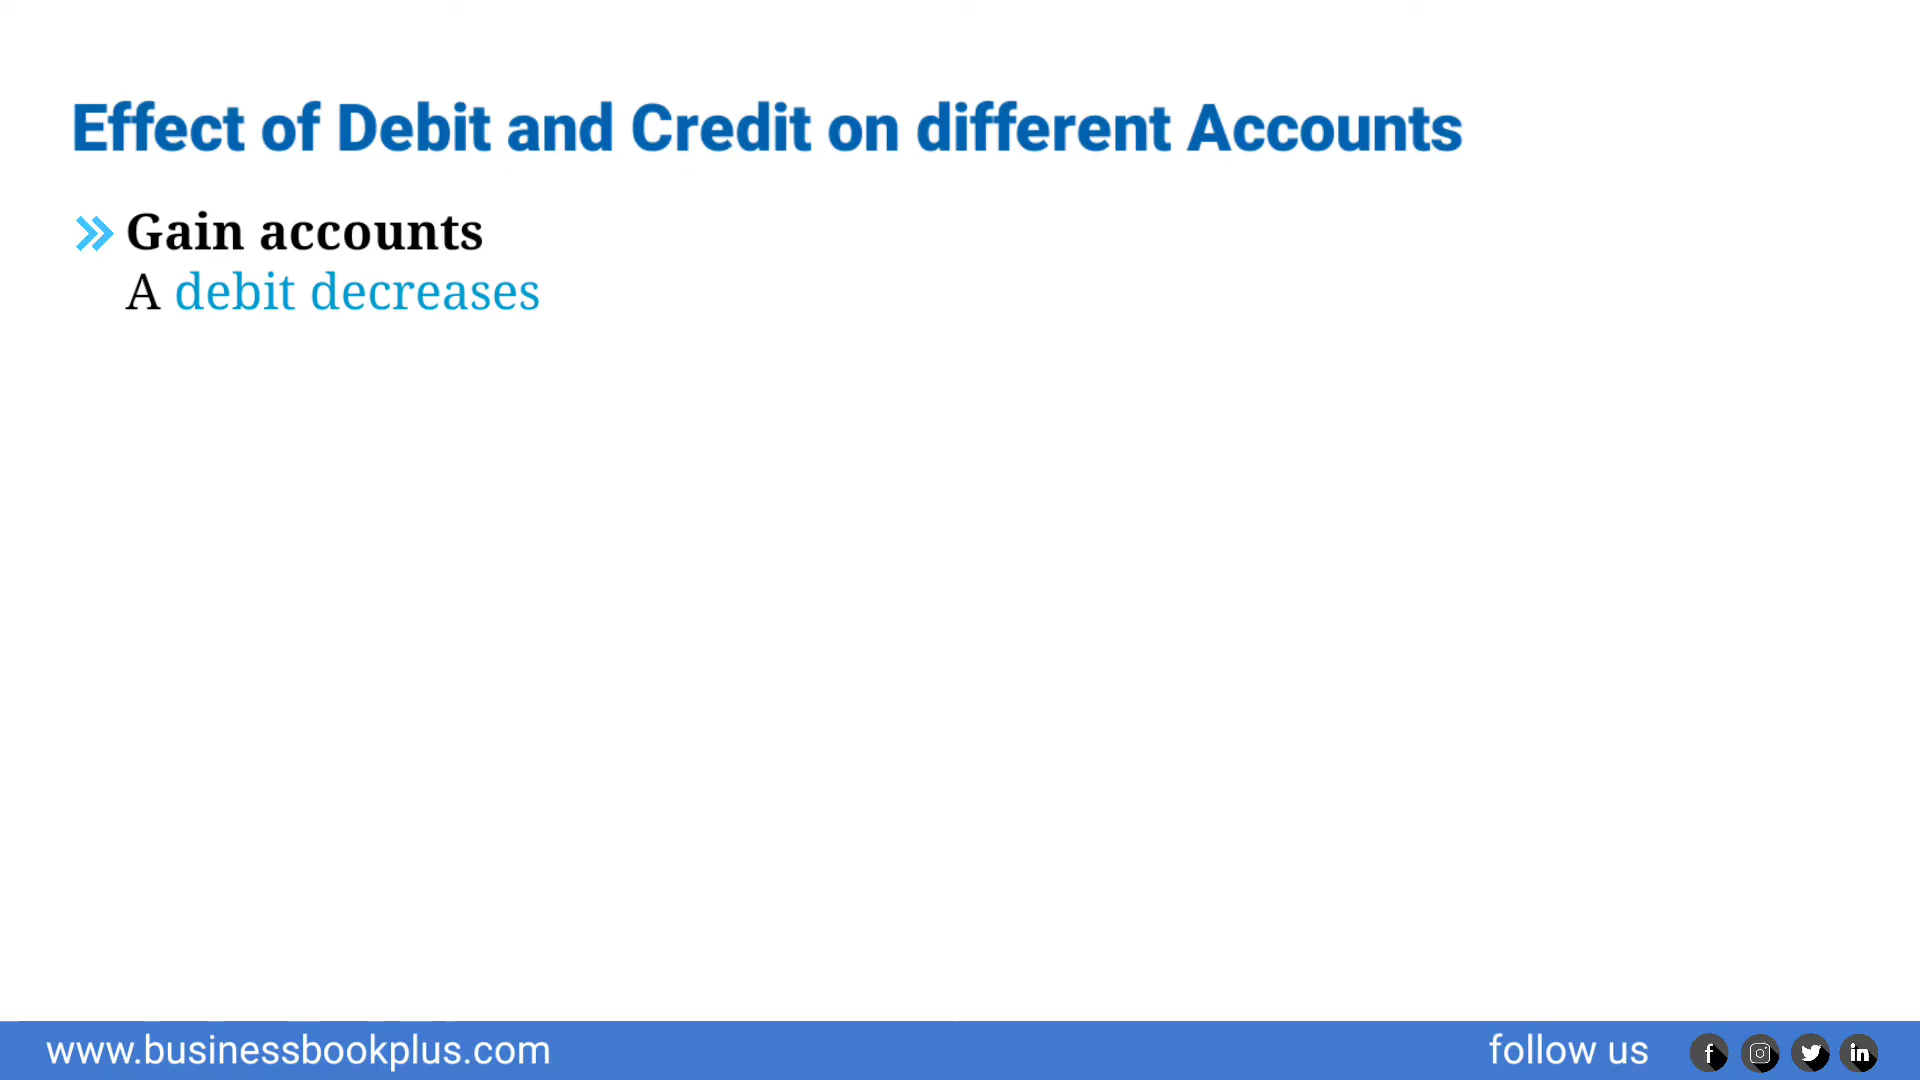 Effect of Debit and Credit on different Accounts
Gain accounts
A debit decreases
www.businessbookplus.com
follow us